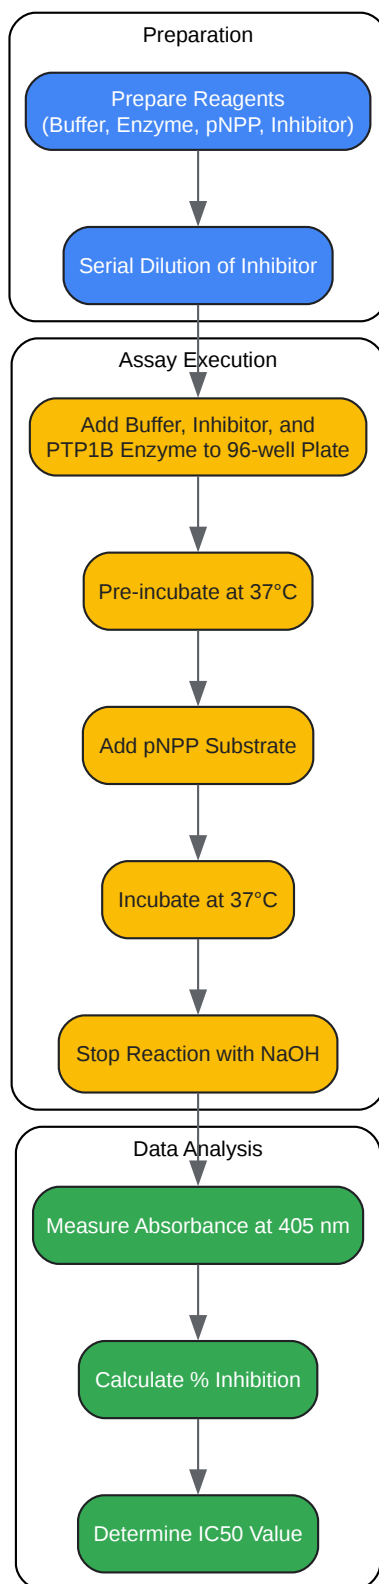 Preparation
Prepare Reagents
(Buffer, Enzyme, pNPP, Inhibitor)
Serial Dilution of Inhibitor
Assay Execution
Add Buffer, Inhibitor, and
PTP1B Enzyme to 96-well Plate
Pre-incubate at 37°C
Add pNPP Substrate
Incubate at 37°C
Stop Reaction with NaOH
Data Analysis
Measure Absorbance at 405 nm
Calculate % Inhibition
Determine IC50 Value